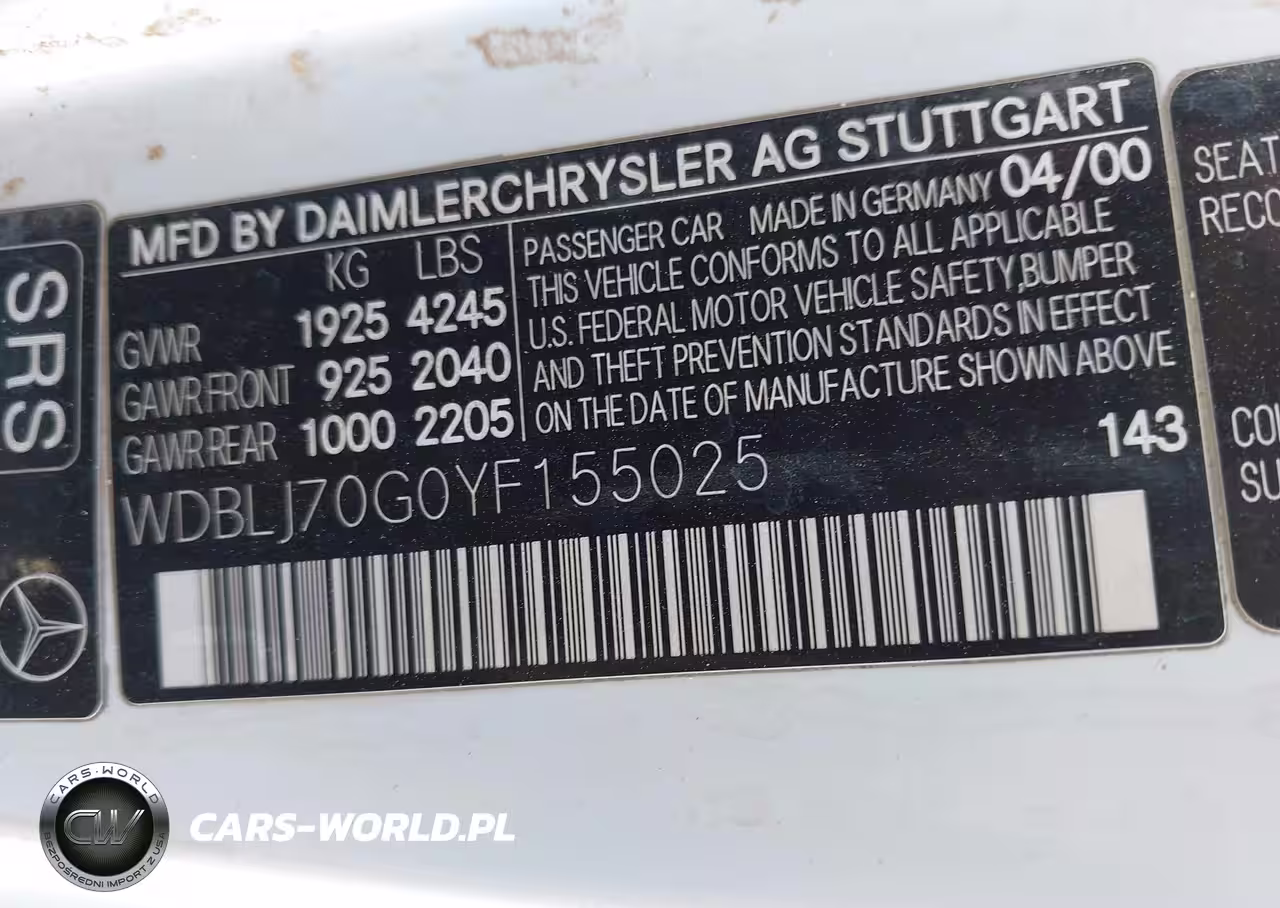 MFD BY DAIMLERCHRYSLER AG STUTTGART
KG LBS
GVWR 1925 4245
GAWR FRONT 925 2040
GAWR REAR 1000 2205
PASSENGER CAR MADE IN GERMANY 04/00
THIS VEHICLE CONFORMS TO ALL APPLICABLE
U.S. FEDERAL MOTOR VEHICLE SAFETY,BUMPER
AND THEFT PREVENTION STANDARDS IN EFFECT
ON THE DATE OF MANUFACTURE SHOWN ABOVE
143
WDBLJ70G0YF155025
SRS
SEAT
RECO
CO
SU
CARS-WORLD
CW
BEZPOŚREDNI IMPORT Z USA
CARS-WORLD.PL